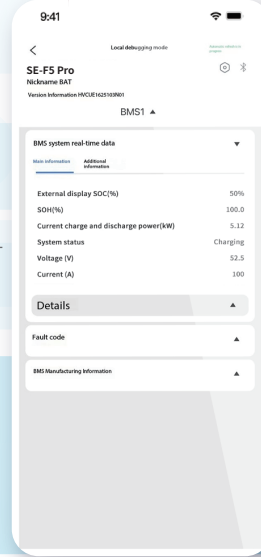 9:41
Local debugging mode
SE-F5 Pro
Nickname BAT
Version Information HVCUE1625103N01
BMS1 ▲
BMS system real-time data ▼
Main information Additional information
External display SOC(%) 50%
SOH(%) 100.0
Current charge and discharge power(kW) 5.12
System status Charging
Voltage (V) 52.5
Current (A) 100
Details ▲
Fault code ▲
BMS Manufacturing Information ▲